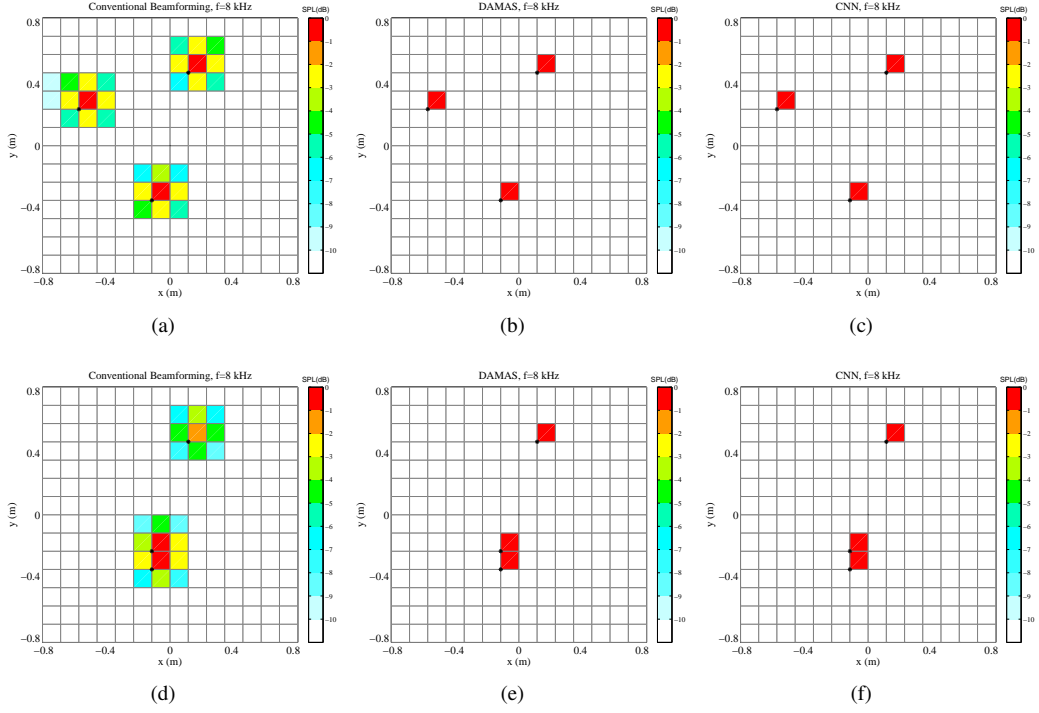 Conventional Beamforming, f=8 kHz
SPL(dB)
0.8
0.4
0
−0.4
−0.8
y (m)
−0.8 −0.4 0 0.4 0.8
x (m)
0
−1
−2
−3
−4
−5
−6
−7
−8
−9
−10
(a)
DAMAS, f=8 kHz
SPL(dB)
0.8
0.4
0
−0.4
−0.8
y (m)
−0.8 −0.4 0 0.4 0.8
x (m)
0
−1
−2
−3
−4
−5
−6
−7
−8
−9
−10
(b)
CNN, f=8 kHz
SPL(dB)
0.8
0.4
0
−0.4
−0.8
y (m)
−0.8 −0.4 0 0.4 0.8
x (m)
0
−1
−2
−3
−4
−5
−6
−7
−8
−9
−10
(c)
Conventional Beamforming, f=8 kHz
SPL(dB)
0.8
0.4
0
−0.4
−0.8
y (m)
−0.8 −0.4 0 0.4 0.8
x (m)
0
−1
−2
−3
−4
−5
−6
−7
−8
−9
−10
(d)
DAMAS, f=8 kHz
SPL(dB)
0.8
0.4
0
−0.4
−0.8
y (m)
−0.8 −0.4 0 0.4 0.8
x (m)
0
−1
−2
−3
−4
−5
−6
−7
−8
−9
−10
(e)
CNN, f=8 kHz
SPL(dB)
0.8
0.4
0
−0.4
−0.8
y (m)
−0.8 −0.4 0 0.4 0.8
x (m)
0
−1
−2
−3
−4
−5
−6
−7
−8
−9
−10
(f)